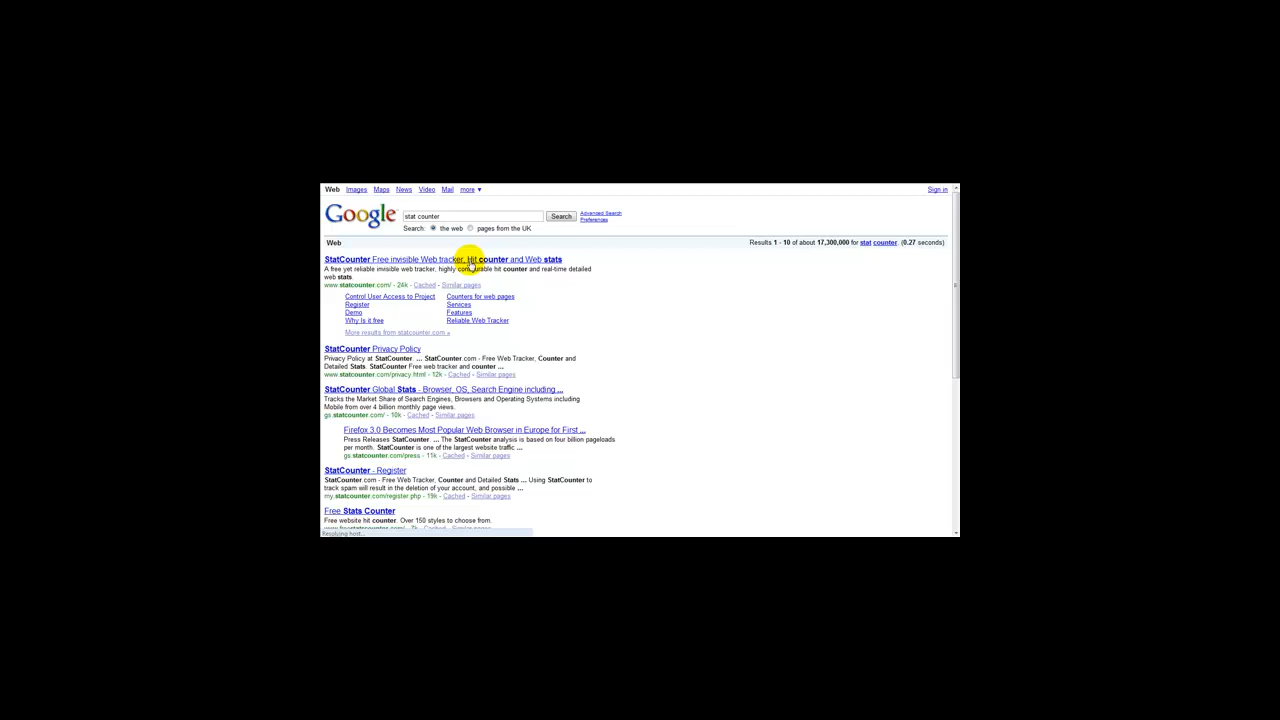 Web Images Maps News Video Mail more ▼ Sign in
Google stat counter Search Advanced Search
Preferences
Search: the web pages from the UK
Web Results 1 - 10 of about 17,300,000 for stat counter. (0.27 seconds)
StatCounter Free invisible Web tracker, Hit counter and Web stats
A free yet reliable invisible web tracker, highly configurable hit counter and real-time detailed
web stats.
www.statcounter.com/ - 24k - Cached - Similar pages
Control User Access to Project Counters for web pages
Register Services
Demo Features
Why Is it free Reliable Web Tracker
More results from statcounter.com »
StatCounter Privacy Policy
Privacy Policy at StatCounter. ... StatCounter.com - Free Web Tracker, Counter and
Detailed Stats. StatCounter Free web tracker and counter ...
www.statcounter.com/privacy.html - 12k - Cached - Similar pages
StatCounter Global Stats - Browser, OS, Search Engine including ...
Tracks the Market Share of Search Engines, Browsers and Operating Systems including
Mobile from over 4 billion monthly page views.
gs.statcounter.com/ - 10k - Cached - Similar pages
Firefox 3.0 Becomes Most Popular Web Browser in Europe for First ...
Press Releases StatCounter. ... The StatCounter analysis is based on four billion pageloads
per month. StatCounter is one of the largest website traffic ...
gs.statcounter.com/press - 11k - Cached - Similar pages
StatCounter - Register
StatCounter.com - Free Web Tracker, Counter and Detailed Stats ... Using StatCounter to
track spam will result in the deletion of your account, and possible ...
my.statcounter.com/register.php - 19k - Cached - Similar pages
Free Stats Counter
Free website hit counter. Over 150 styles to choose from.
www.freestatscounter.com/ - 7k - Cached - Similar pages
Resolving host...